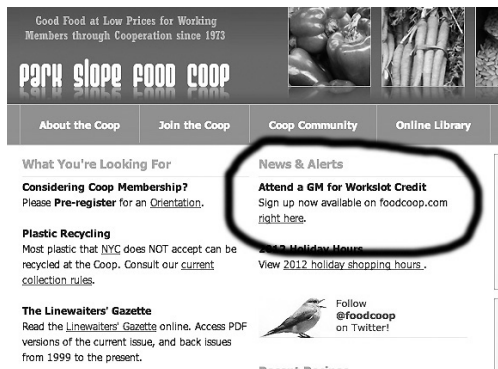 Good Food at Low Prices for Working
Members through Cooperation since 1973
park slope food coop
About the Coop
Join the Coop
Coop Community
Online Library
What You're Looking For
Considering Coop Membership?
Please Pre-register for an Orientation.
Plastic Recycling
Most plastic that NYC does NOT accept can be
recycled at the Coop. Consult our current
collection rules.
The Linewaiters' Gazette
Read the Linewaiters' Gazette online. Access PDF
versions of the current issue, and back issues
from 1999 to the present.
News & Alerts
Attend a GM for Workslot Credit
Sign up now available on foodcoop.com
right here.
2012 Holiday Hours
View 2012 holiday shopping hours .
Follow
@foodcoop
on Twitter!